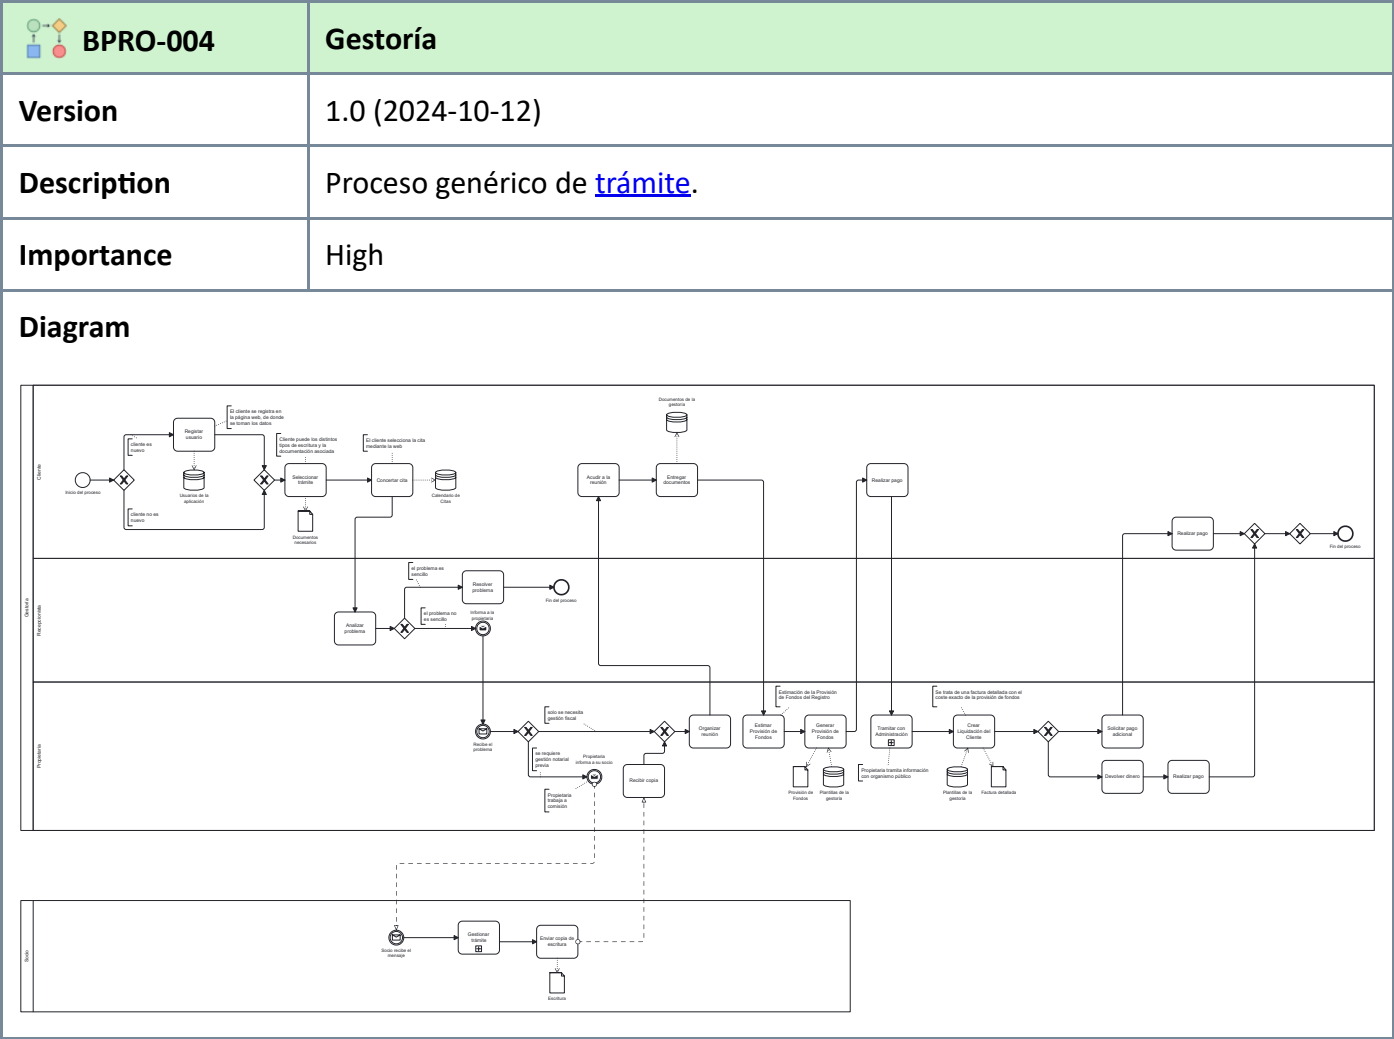 BPRO-004
Gestoría
Version
1.0 (2024-10-12)
Description
Proceso genérico de trámite.
Importance
High
Diagram
Gestoría
Cliente
Inicio del proceso
cliente es
nuevo
cliente no es
nuevo
Registrar
usuario
El cliente se registra en
la página web, de donde
se toman los datos
Usuarios de la
aplicación
Cliente puede los distintos
tipos de escritura y la
documentación asociada
Seleccionar
trámite
Documentos
necesarios
El cliente selecciona la cita
mediante la web
Concertar cita
Calendario de
Citas
Acudir a la
reunión
Documentos de la
gestoría
Entregar
documentos
Realizar pago
Realizar pago
Fin del proceso
Recepcionista
Analizar
problema
el problema es
sencillo
el problema no
es sencillo
Resolver
problema
Fin del proceso
Informa a la
propietaria
Propietaria
Recibe el
problema
solo se necesita
gestión fiscal
se requiere
gestión notarial
previa
Propietaria
informa a su socio
Propietaria
trabaja a
comisión
Recibir copia
Organizar
reunión
Estimación de la Provisión
de Fondos del Registro
Estimar
Provisión de
Fondos
Generar
Provisión de
Fondos
Provisión de
Fondos
Plantillas de la
gestoría
Tramitar con
Administración
Propietaria tramita información
con organismo público
Se trata de una factura detallada con el
coste exacto de la provisión de fondos
Crear
Liquidación del
Cliente
Plantillas de la
gestoría
Factura detallada
Solicitar pago
adicional
Devolver dinero
Realizar pago
Socio
Socio recibe el
mensaje
Gestionar
trámite
Enviar copia de
escritura
Escritura